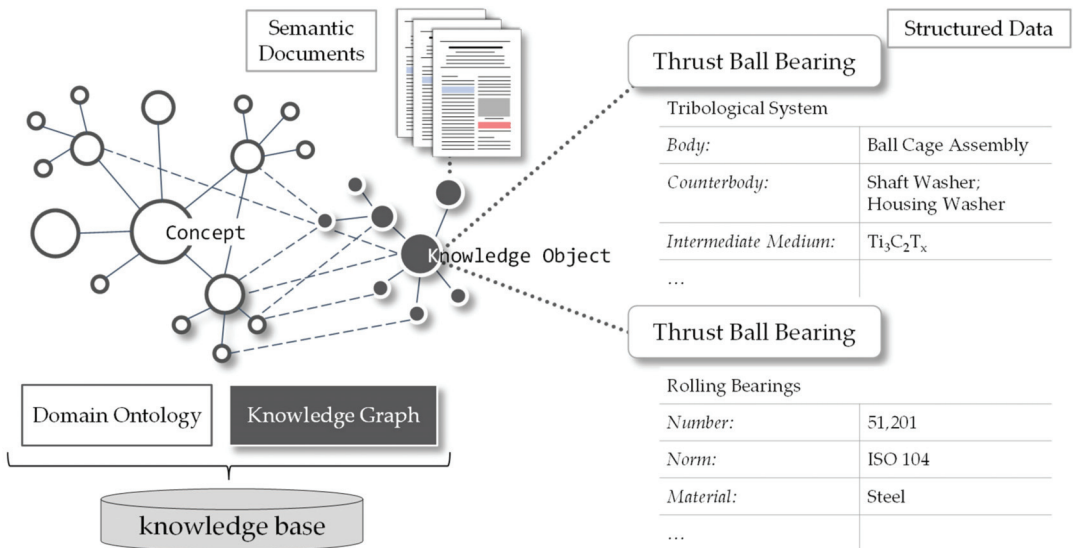 Semantic
Documents
Structured Data
Concept
Knowledge Object
Thrust Ball Bearing
Tribological System
Body: Ball Cage Assembly
Counterbody: Shaft Washer;
Housing Washer
Intermediate Medium: Ti₃C₂Tₓ
…
Thrust Ball Bearing
Rolling Bearings
Number: 51,201
Norm: ISO 104
Material: Steel
…
Domain Ontology
Knowledge Graph
knowledge base